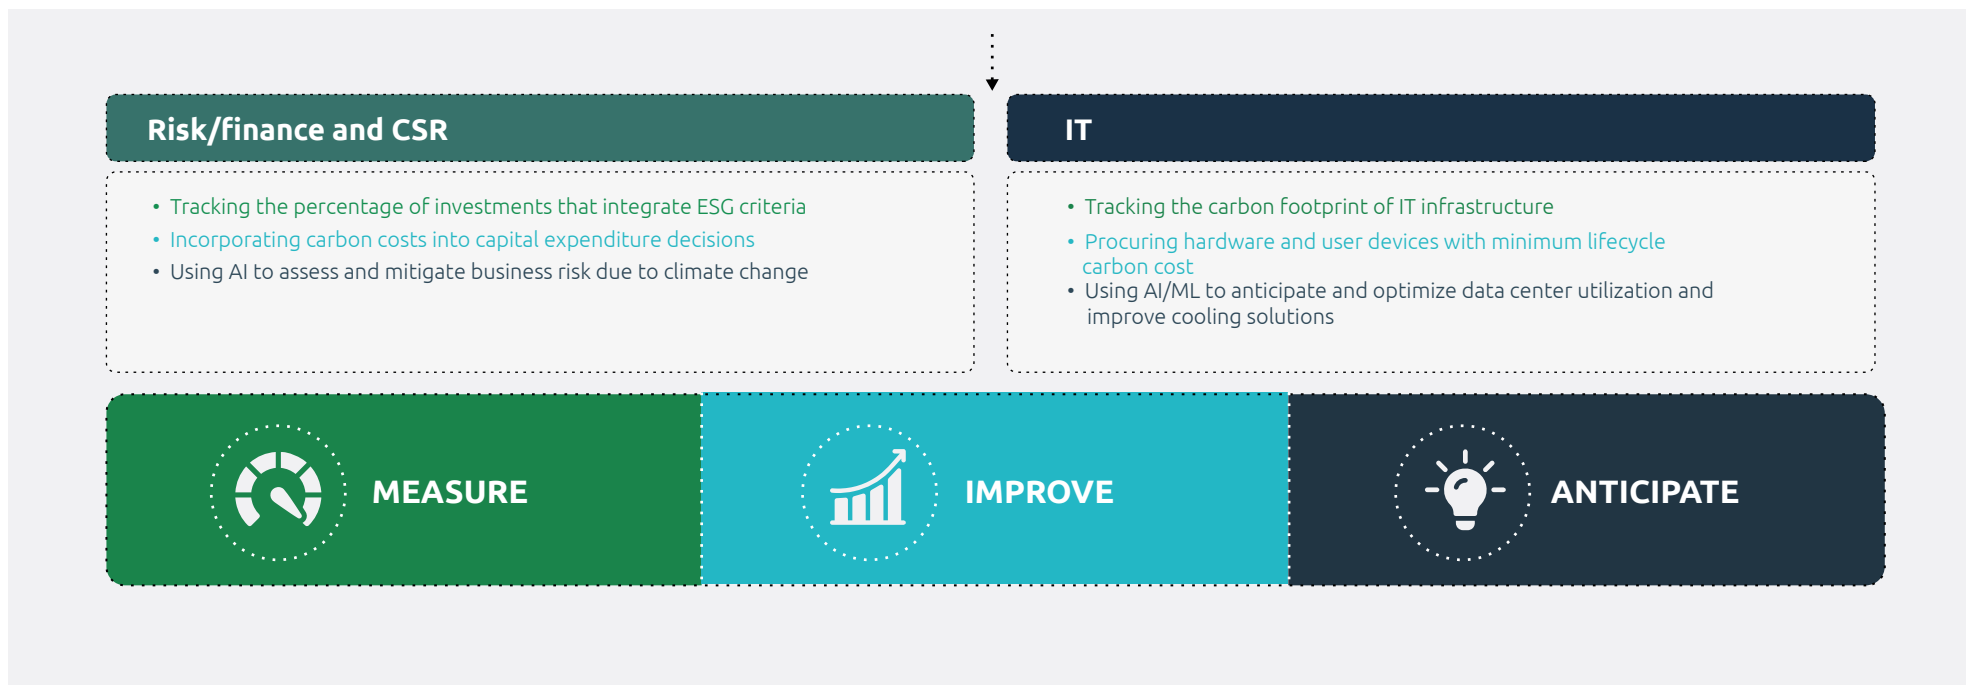 Risk/finance and CSR
• Tracking the percentage of investments that integrate ESG criteria
• Incorporating carbon costs into capital expenditure decisions
• Using AI to assess and mitigate business risk due to climate change
IT
• Tracking the carbon footprint of IT infrastructure
• Procuring hardware and user devices with minimum lifecycle
carbon cost
• Using AI/ML to anticipate and optimize data center utilization and
improve cooling solutions
MEASURE
IMPROVE
ANTICIPATE